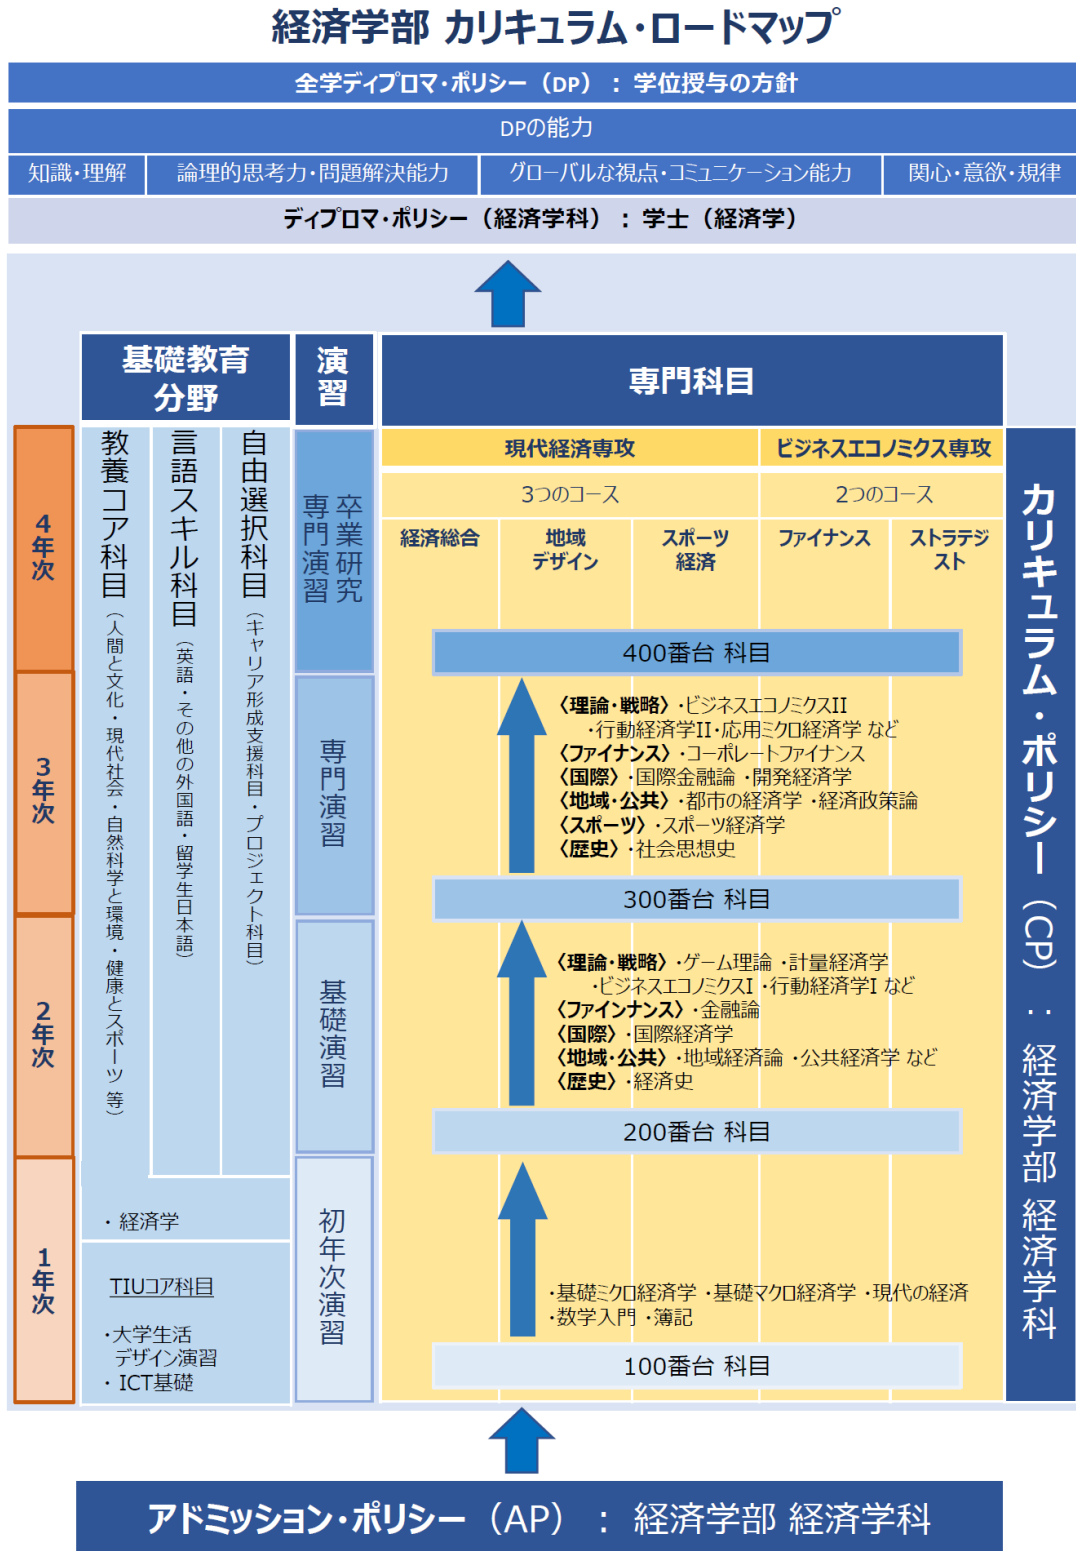 経済学部 カリキュラム・ロードマップ
全学ディプロマ・ポリシー（DP）：学位授与の方針
DPの能力
知識・理解
論理的思考力・問題解決能力
グローバルな視点・コミュニケーション能力
関心・意欲・規律
ディプロマ・ポリシー（経済学科）：学士（経済学）
基礎教育
分野
演習
専門科目
4年次
3年次
2年次
1年次
教養コア科目（人間と文化・現代社会・自然科学と環境・健康とスポーツ 等）
言語スキル科目（英語・その他の外国語・留学生日本語）
自由選択科目（キャリア形成支援科目・プロジェクト科目）
・経済学
TIUコア科目
・大学生活
デザイン演習
・ICT基礎
卒業研究
専門演習
専門演習
基礎演習
初年次演習
現代経済専攻
ビジネスエコノミクス専攻
3つのコース
2つのコース
経済総合
地域
デザイン
スポーツ
経済
ファイナンス
ストラテジ
スト
400番台 科目
〈理論・戦略〉・ビジネスエコノミクスII
・行動経済学II・応用ミクロ経済学 など
〈ファイナンス〉・コーポレートファイナンス
〈国際〉・国際金融論 ・開発経済学
〈地域・公共〉・都市の経済学 ・経済政策論
〈スポーツ〉・スポーツ経済学
〈歴史〉・社会思想史
300番台 科目
〈理論・戦略〉・ゲーム理論 ・計量経済学
・ビジネスエコノミクスI ・行動経済学I など
〈ファインナンス〉・金融論
〈国際〉・国際経済学
〈地域・公共〉・地域経済論 ・公共経済学 など
〈歴史〉・経済史
200番台 科目
・基礎ミクロ経済学 ・基礎マクロ経済学 ・現代の経済
・数学入門 ・簿記
100番台 科目
カリキュラム・ポリシー（CP）：経済学部 経済学科
アドミッション・ポリシー（AP）：経済学部 経済学科